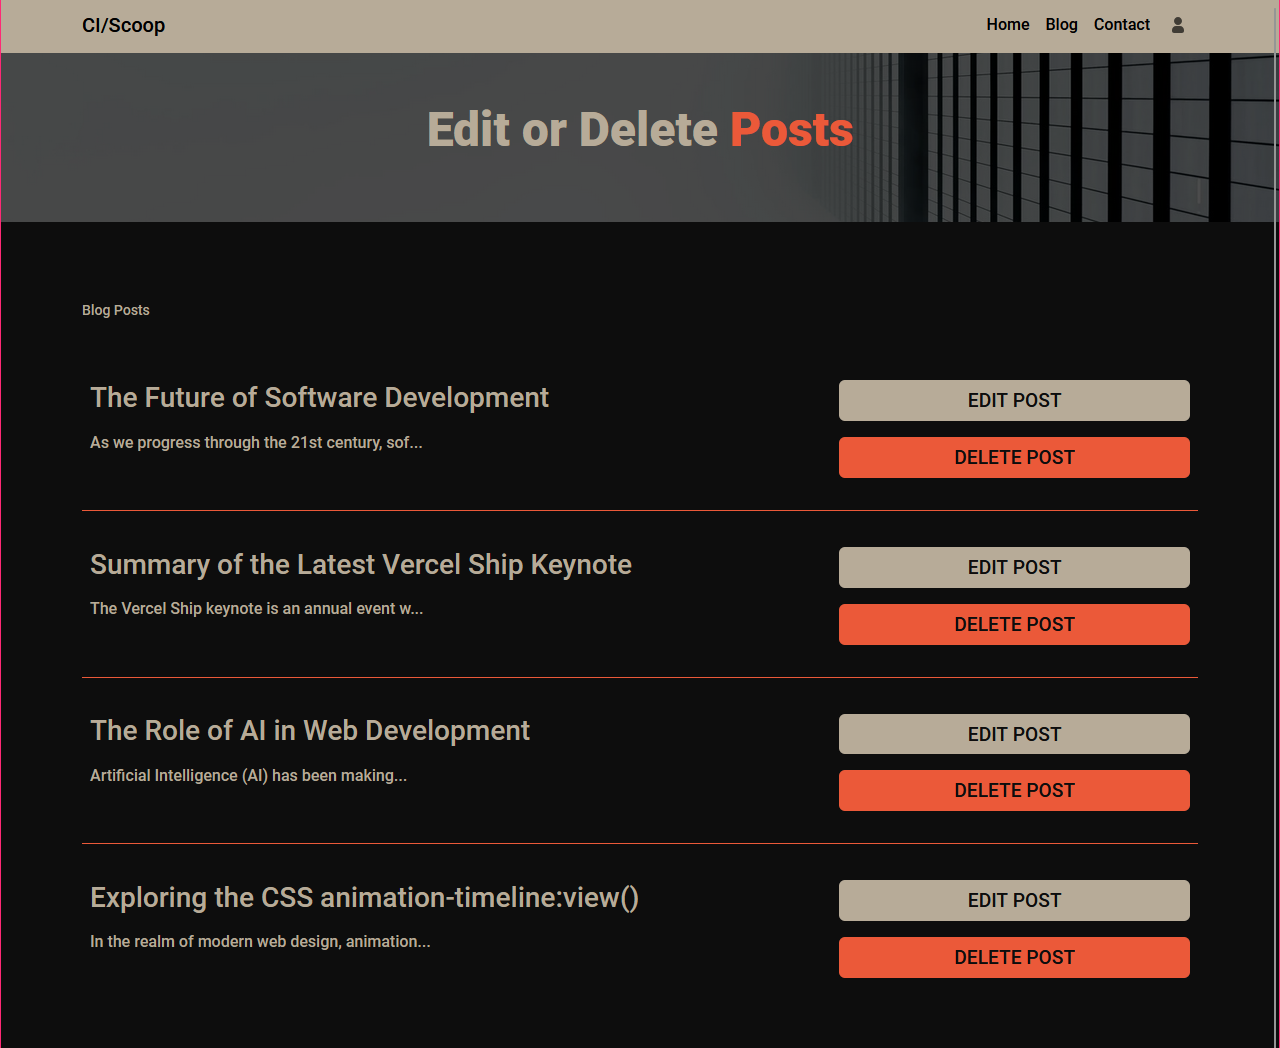 CI/Scoop
Home Blog Contact
Edit or Delete Posts
Blog Posts
The Future of Software Development
As we progress through the 21st century, sof...
EDIT POST
DELETE POST
Summary of the Latest Vercel Ship Keynote
The Vercel Ship keynote is an annual event w...
EDIT POST
DELETE POST
The Role of AI in Web Development
Artificial Intelligence (AI) has been making...
EDIT POST
DELETE POST
Exploring the CSS animation-timeline:view()
In the realm of modern web design, animation...
EDIT POST
DELETE POST